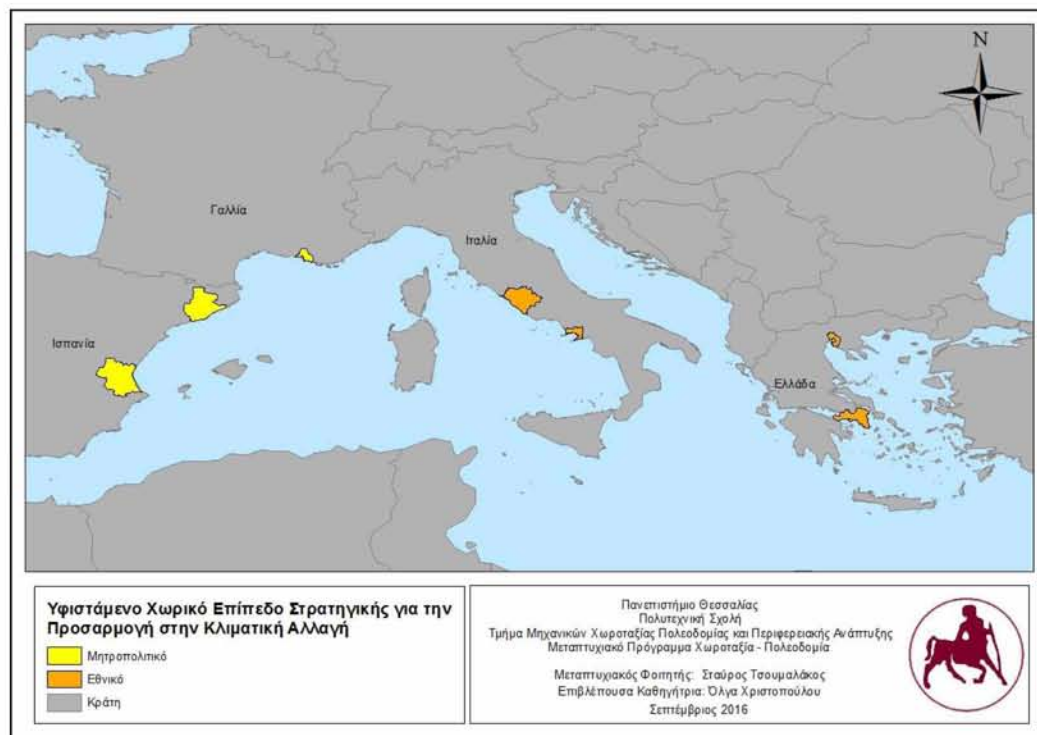 N
Γαλλία
Ιταλία
Ισπανία
Ελλάδα
Υφιστάμενο Χωρικό Επίπεδο Στρατηγικής για την
Προσαρμογή στην Κλιματική Αλλαγή
Μητροπολιτικό
Εθνικό
Κράτη
Πανεπιστήμιο Θεσσαλίας
Πολυτεχνική Σχολή
Τμήμα Μηχανικών Χωροταξίας Πολεοδομίας και Περιφερειακής Ανάπτυξης
Μεταπτυχιακό Πρόγραμμα Χωροταξία - Πολεοδομία
Μεταπτυχιακός Φοιτητής: Σταύρος Τσουμαλάκος
Επιβλέπουσα Καθηγήτρια: Όλγα Χριστοπούλου
Σεπτέμβριος 2016